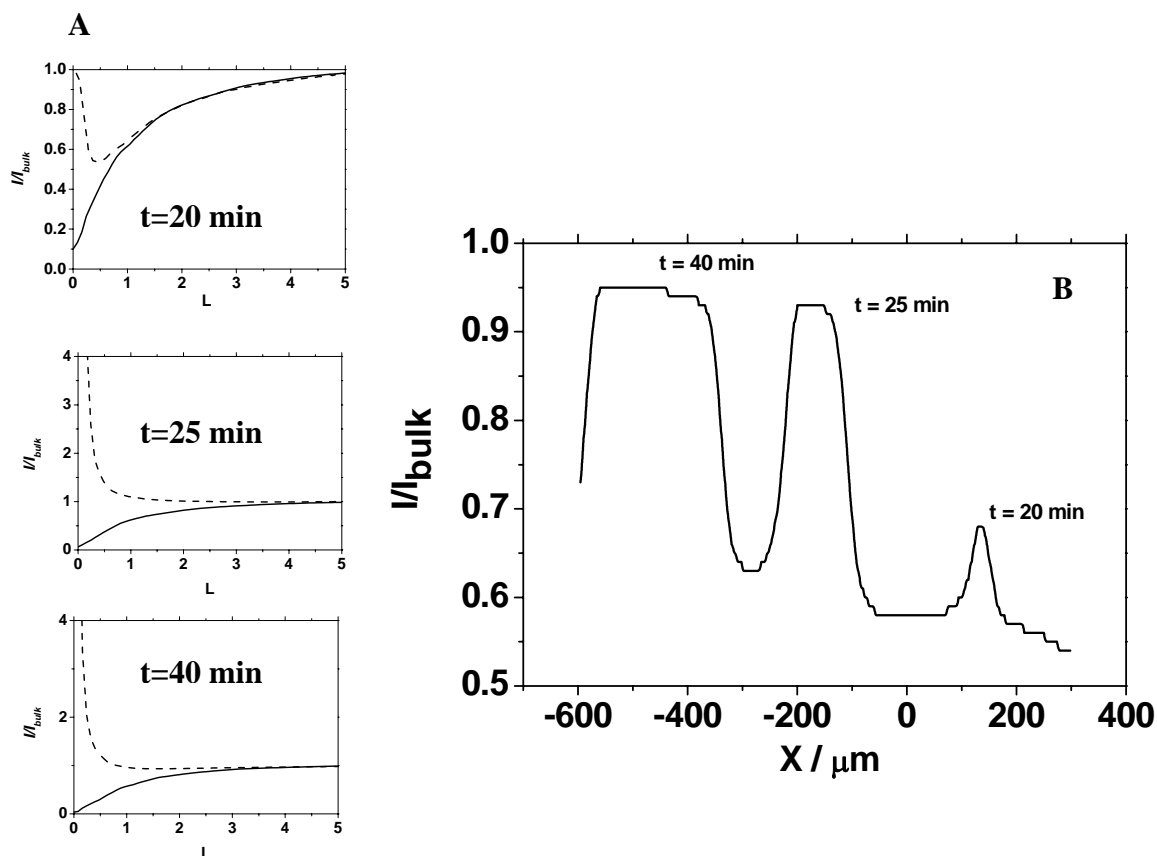 A
1.0
0.8
0.6
0.4
0.2
0.0
I/I_bulk
t=20 min
0 1 2 3 4 5
L
4
3
2
1
0
I/I_bulk
t=25 min
0 1 2 3 4 5
L
4
2
0
I/I_bulk
t=40 min
0 1 2 3 4 5
L
B
1.0
0.9
0.8
0.7
0.6
0.5
I/I_bulk
t = 40 min
t = 25 min
t = 20 min
-600 -400 -200 0 200 400
X / μm